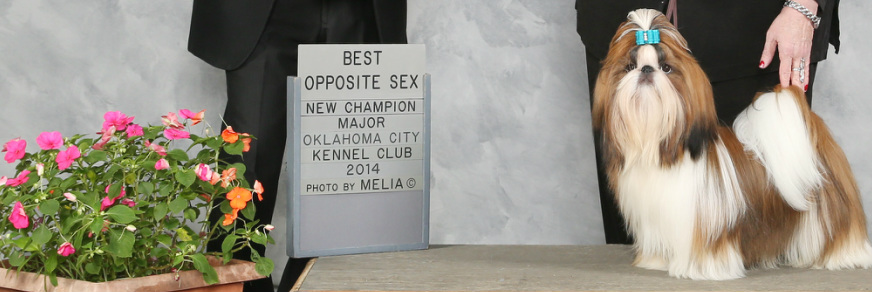 BEST
OPPOSITE SEX
NEW CHAMPION
MAJOR
OKLAHOMA CITY
KENNEL CLUB
2014
PHOTO BY MELIA ©